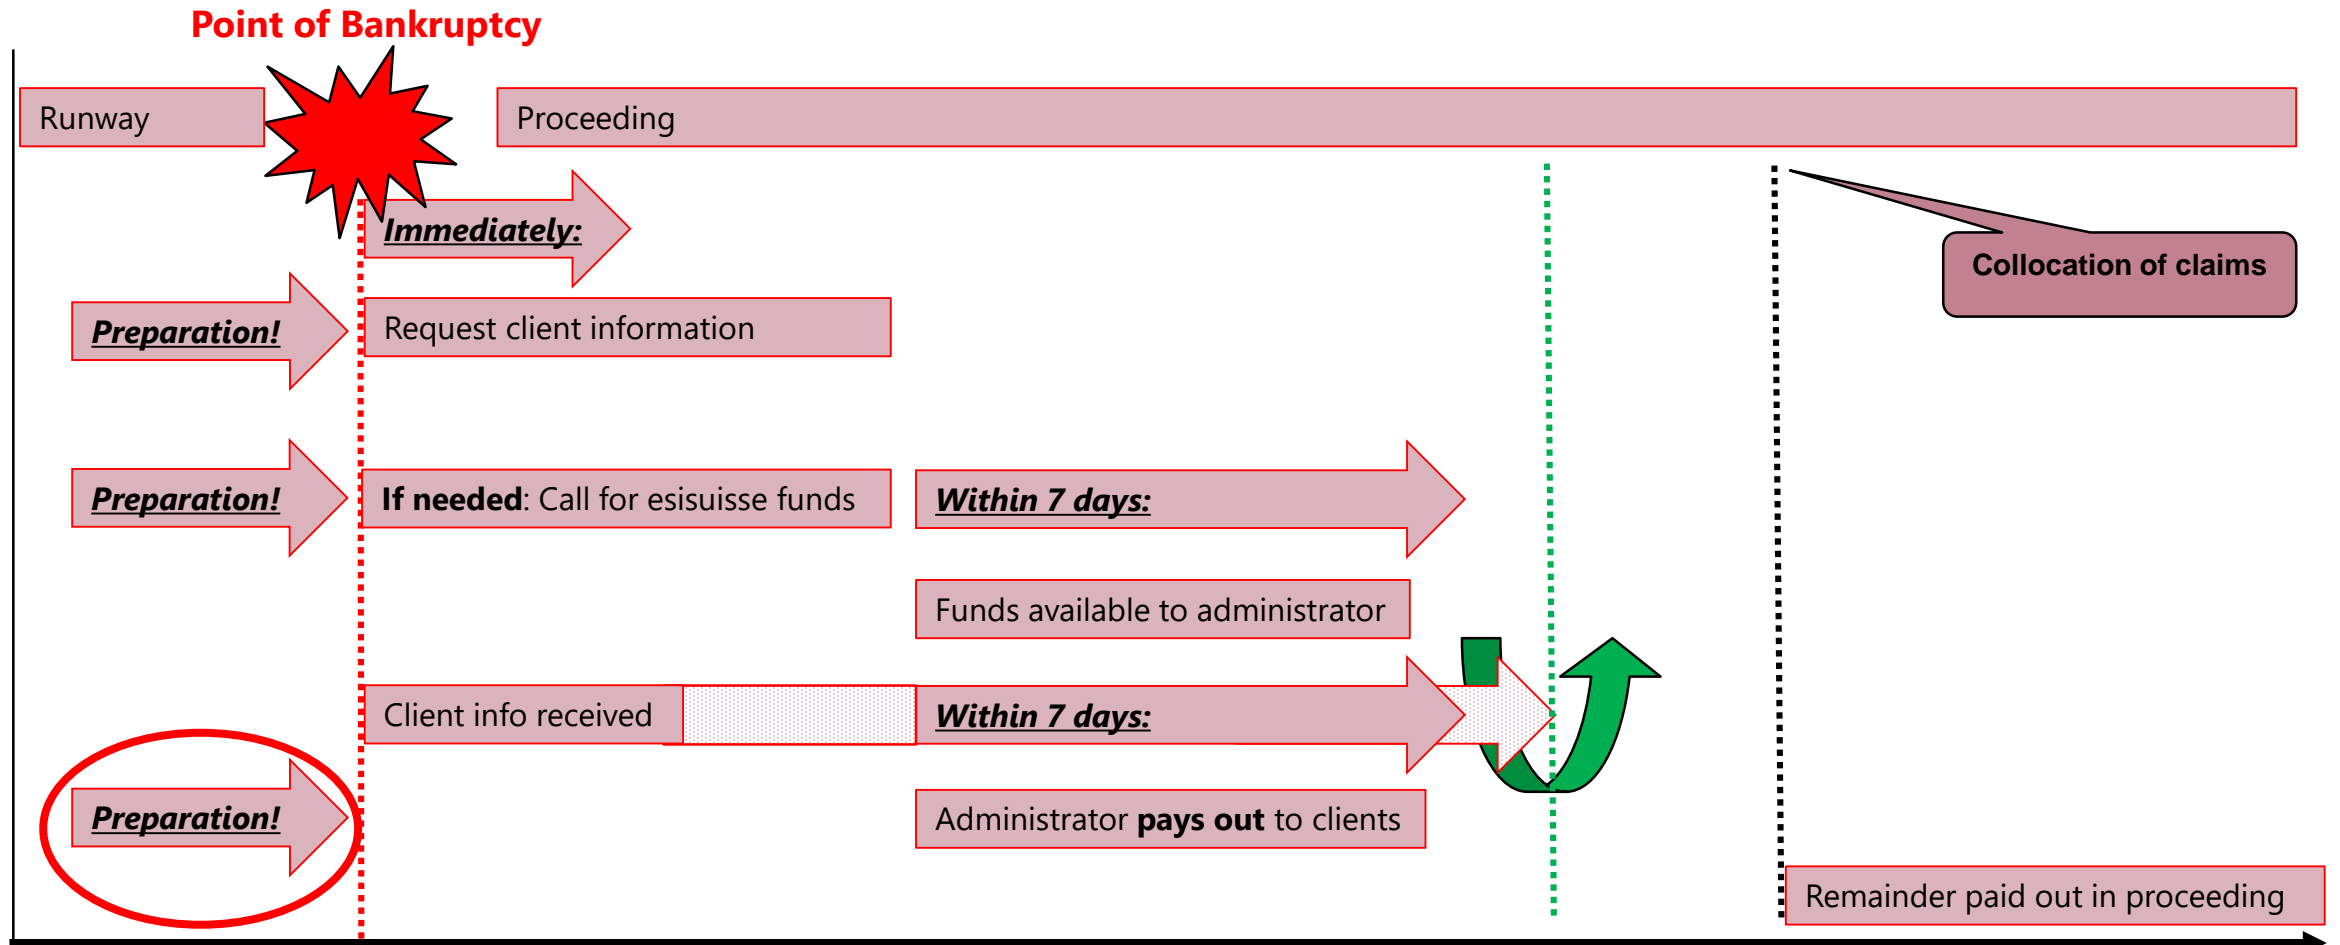 Point of Bankruptcy
Runway
Proceeding
Immediately:
Collocation of claims
Preparation!
Request client information
Preparation!
If needed: Call for esisuisse funds
Within 7 days:
Funds available to administrator
Client info received
Within 7 days:
Preparation!
Administrator pays out to clients
Remainder paid out in proceeding